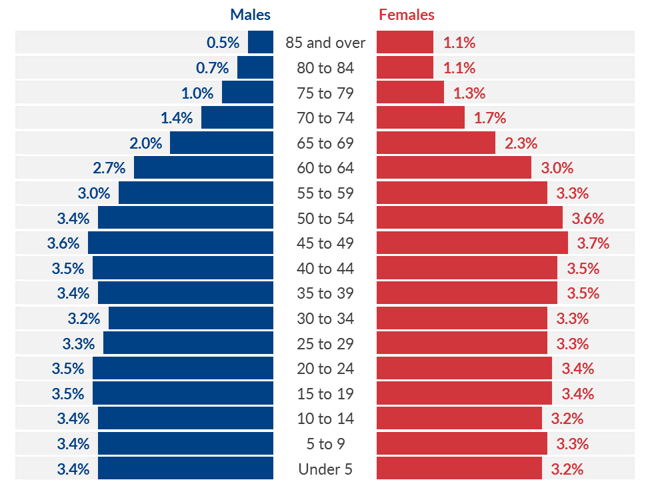 Males Females
0.5% 85 and over 1.1%
0.7% 80 to 84 1.1%
1.0% 75 to 79 1.3%
1.4% 70 to 74 1.7%
2.0% 65 to 69 2.3%
2.7% 60 to 64 3.0%
3.0% 55 to 59 3.3%
3.4% 50 to 54 3.6%
3.6% 45 to 49 3.7%
3.5% 40 to 44 3.5%
3.4% 35 to 39 3.5%
3.2% 30 to 34 3.3%
3.3% 25 to 29 3.3%
3.5% 20 to 24 3.4%
3.5% 15 to 19 3.4%
3.4% 10 to 14 3.2%
3.4% 5 to 9 3.3%
3.4% Under 5 3.2%